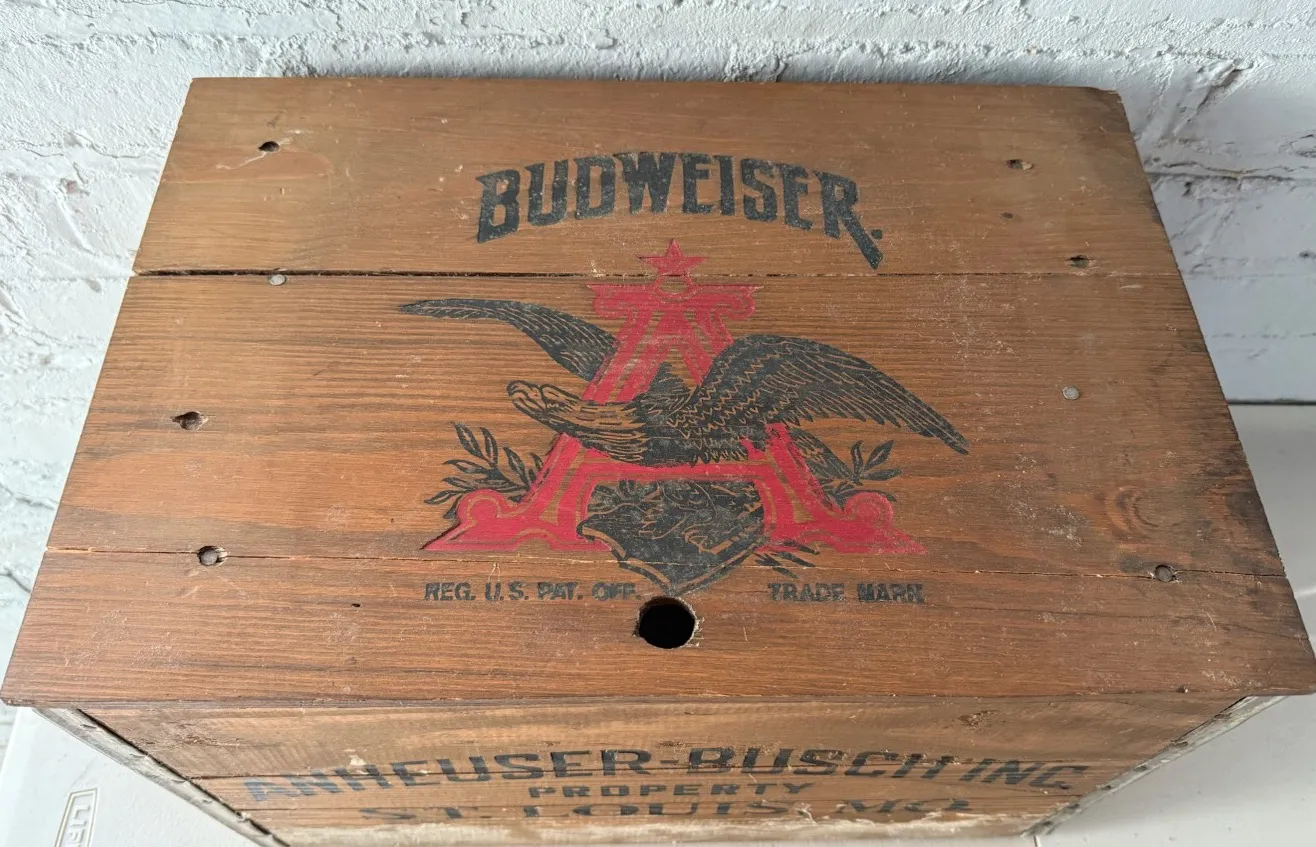 BUDWEISER.
REG. U.S. PAT. OFF. TRADE MARK
ANHEUSER-BUSCH INC
PROPERTY
ST. LOUIS, MO